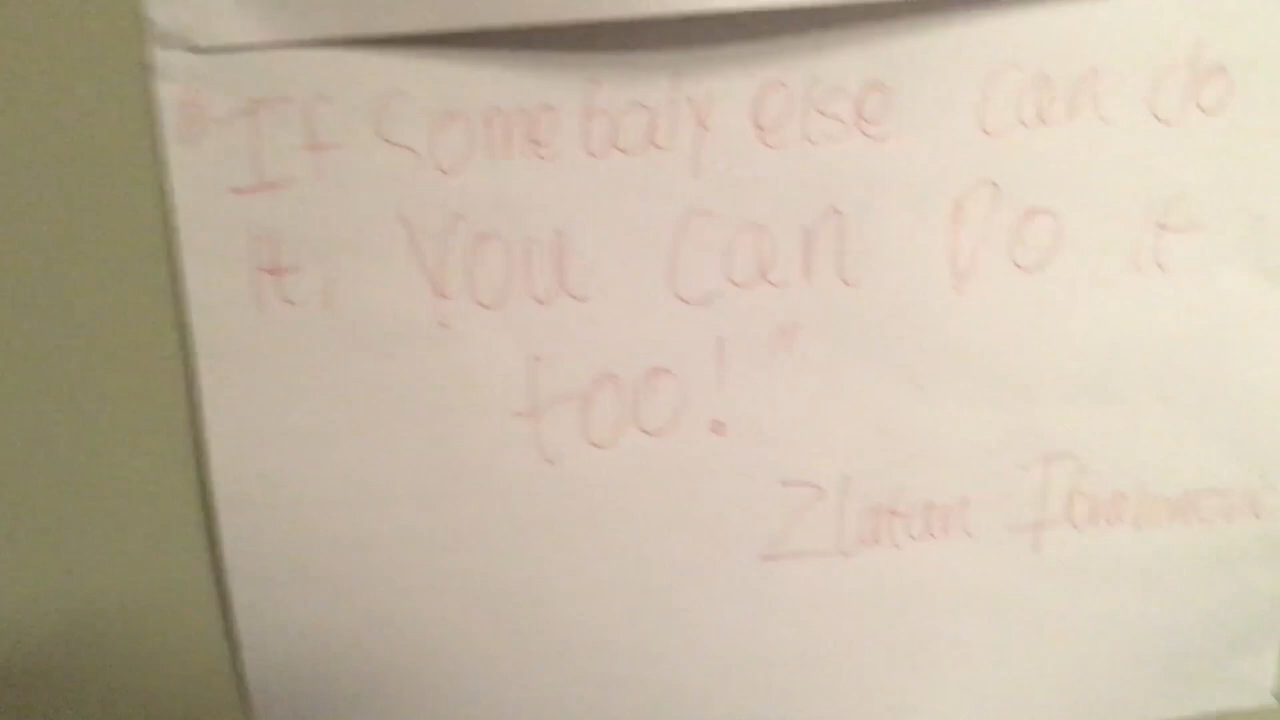 "If somebody else can do
it, you can Do it
too!"
Zlatan